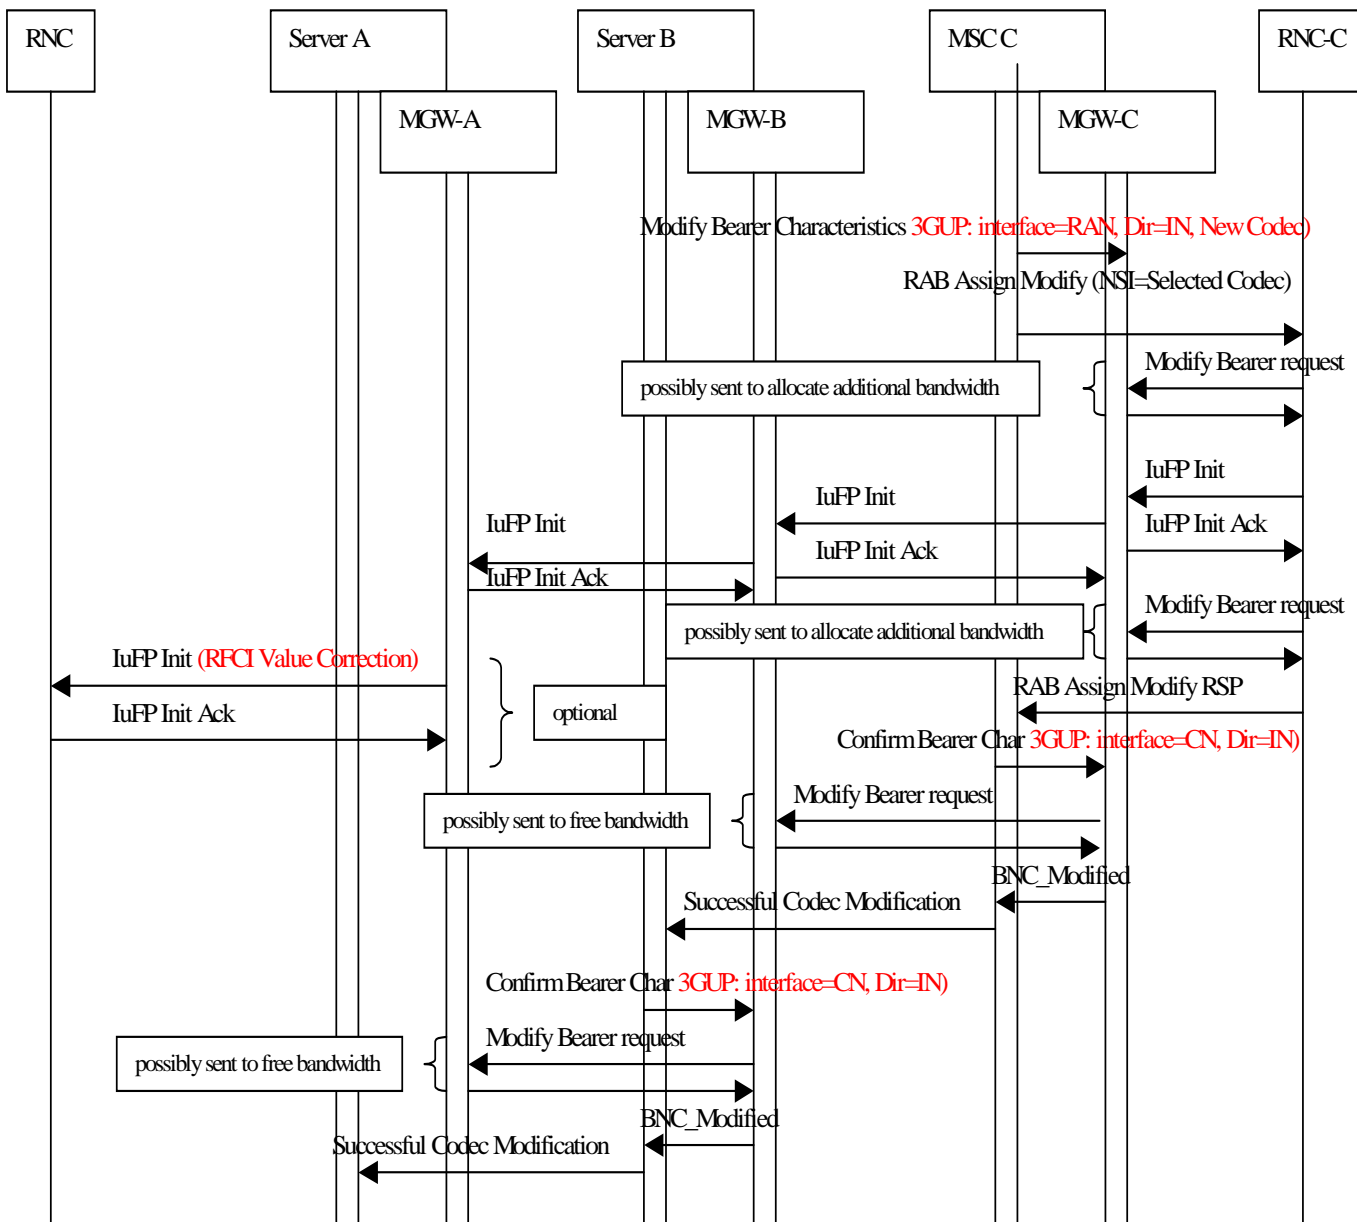 RNC
Server A
Server B
MSC C
RNC-C
MGW-A
MGW-B
MGW-C
Modify Bearer Characteristics 3GUP: interface=RAN, Dir=IN, New Codec)
RAB Assign Modify (NSI=Selected Codec)
Modify Bearer request
possibly sent to allocate additional bandwidth
IuFP Init
IuFP Init
IuFP Init
IuFP Init Ack
IuFP Init Ack
IuFP Init Ack
Modify Bearer request
possibly sent to allocate additional bandwidth
IuFP Init (RFCI Value Correction)
RAB Assign Modify RSP
IuFP Init Ack
optional
Confirm Bearer Char 3GUP: interface=CN, Dir=IN)
Modify Bearer request
possibly sent to free bandwidth
BNC_Modified
Successful Codec Modification
Confirm Bearer Char 3GUP: interface=CN, Dir=IN)
Modify Bearer request
possibly sent to free bandwidth
BNC_Modified
Successful Codec Modification